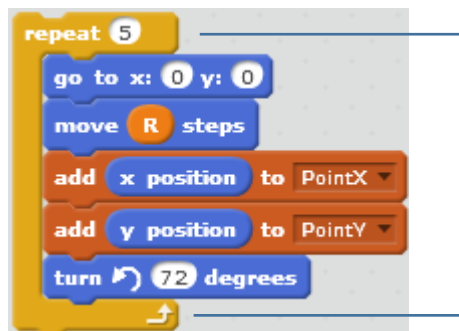 repeat 5
go to x: 0 y: 0
move R steps
add x position to PointX
add y position to PointY
turn 72 degrees